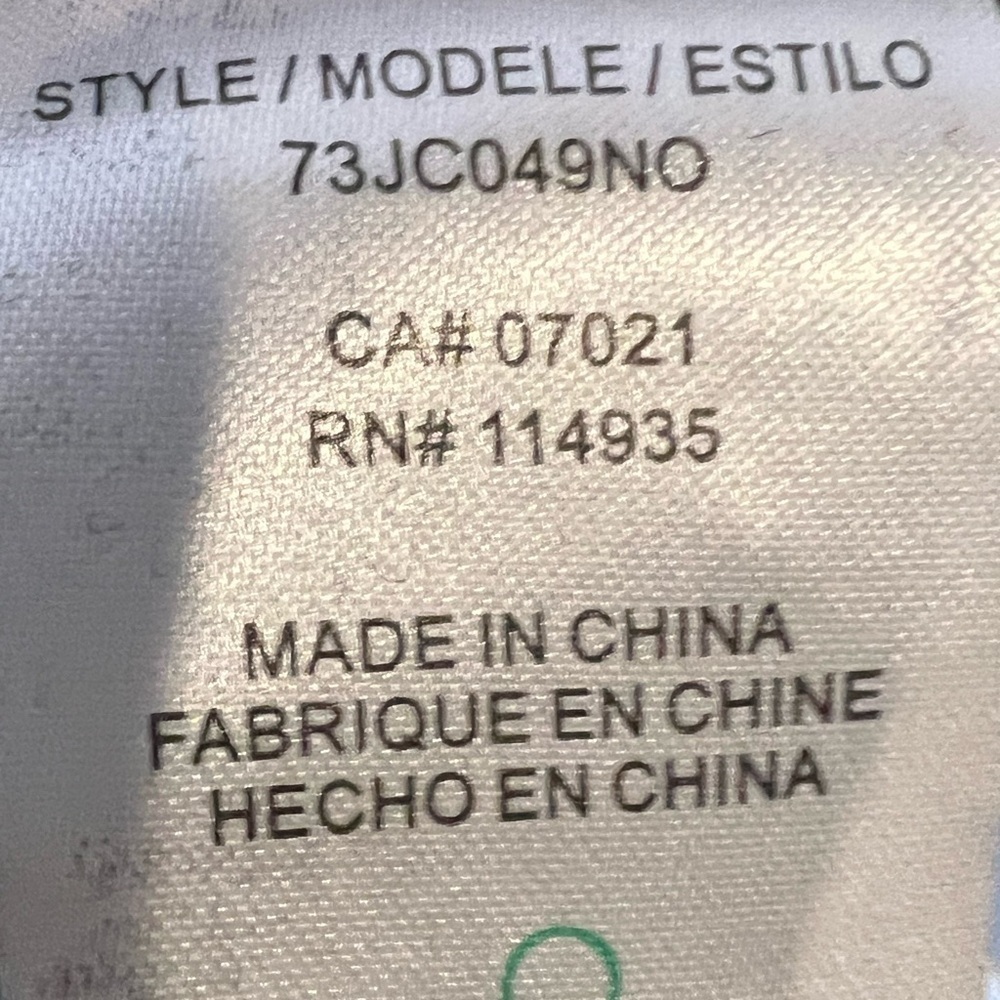 STYLE / MODELE / ESTILO
73JC049NO
CA# 07021
RN# 114935
MADE IN CHINA
FABRIQUE EN CHINE
HECHO EN CHINA